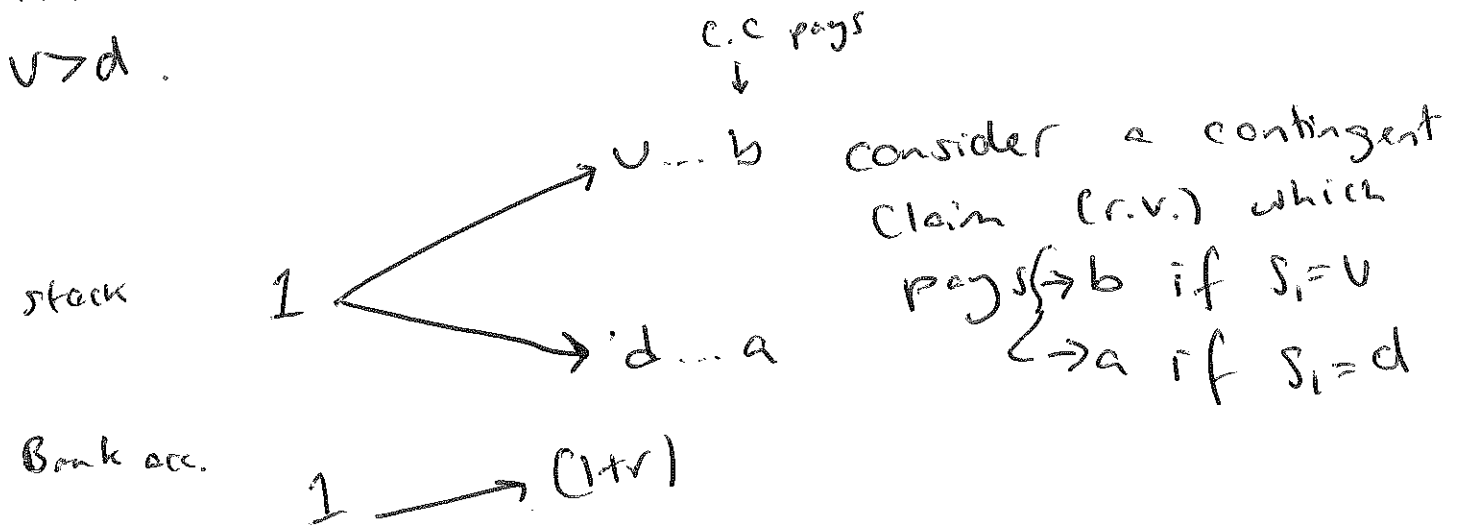 u>d.
C.C pays
↓
u...b consider a contingent
claim (r.v.) which
pays → b if S₁=u
stock 1
d...a → a if S₁=d
Bank acc. 1 → (1+r)